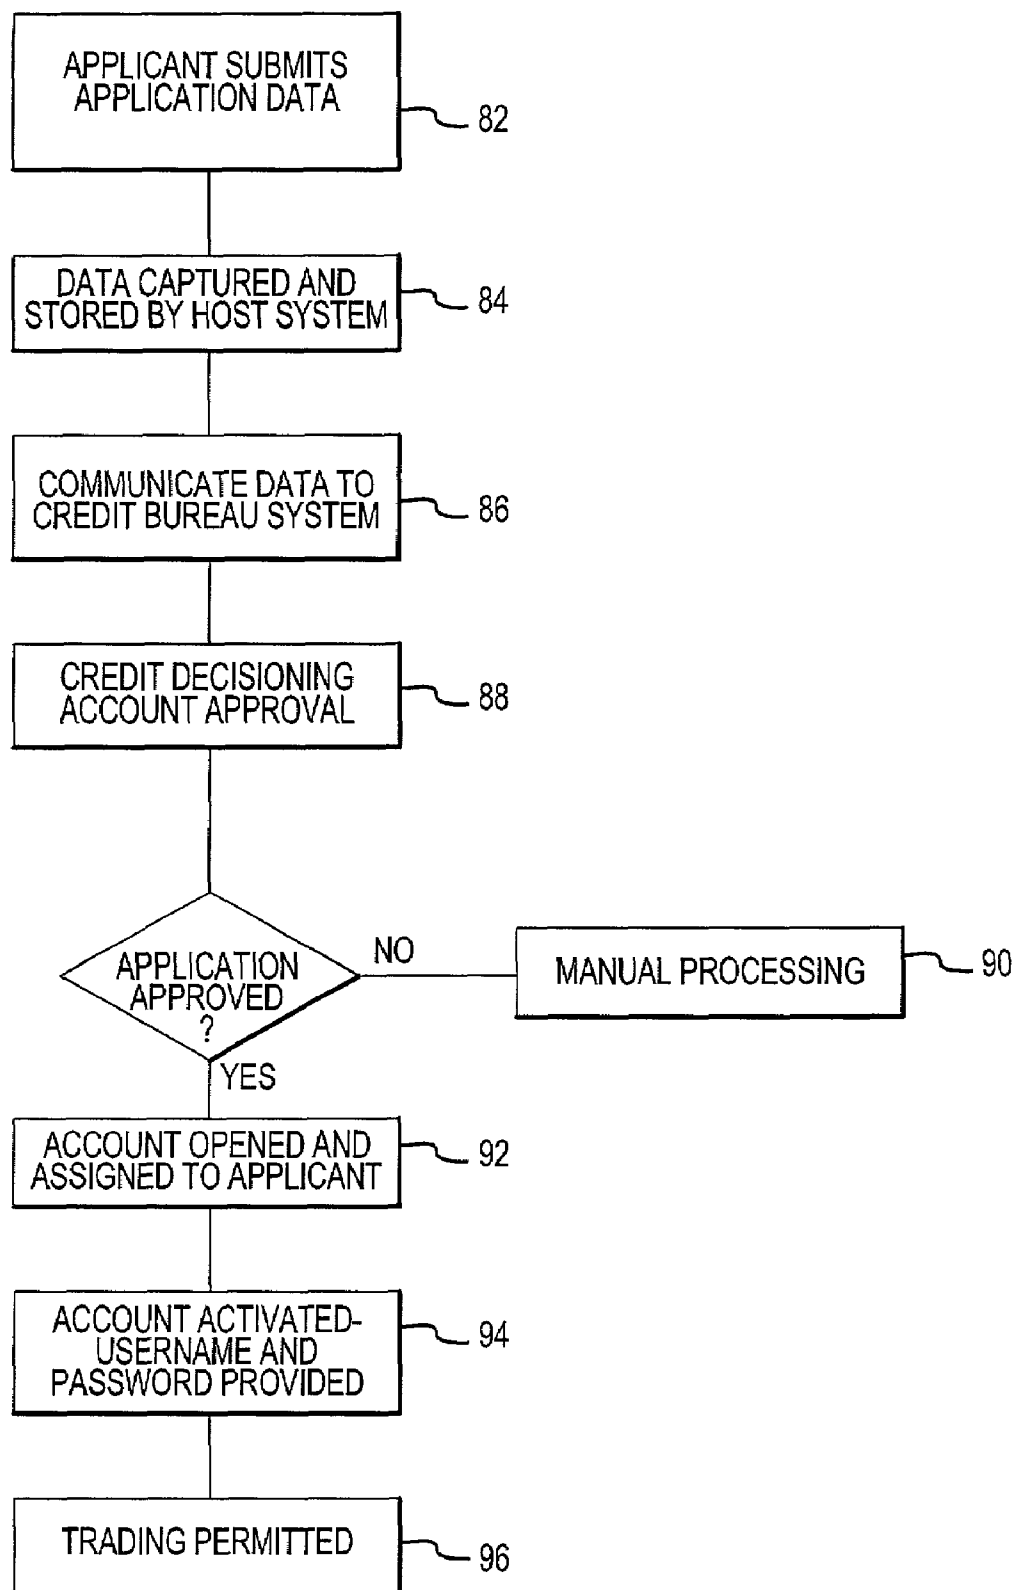 APPLICANT SUBMITS
APPLICATION DATA
82
DATA CAPTURED AND
STORED BY HOST SYSTEM
84
COMMUNICATE DATA TO
CREDIT BUREAU SYSTEM
86
CREDIT DECISIONING
ACCOUNT APPROVAL
88
APPLICATION
APPROVED
?
NO
MANUAL PROCESSING
90
YES
ACCOUNT OPENED AND
ASSIGNED TO APPLICANT
92
ACCOUNT ACTIVATED-
USERNAME AND
PASSWORD PROVIDED
94
TRADING PERMITTED
96